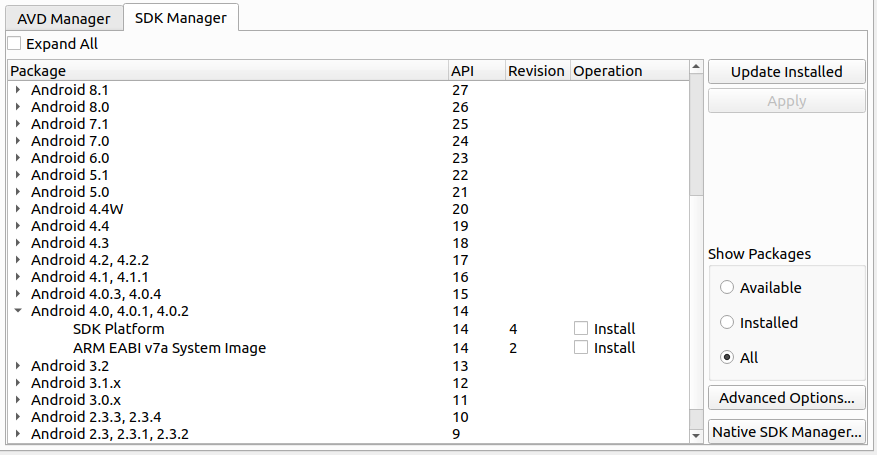 AVD Manager SDK Manager
Expand All
Package API Revision Operation
Android 8.1 27
Android 8.0 26
Android 7.1 25
Android 7.0 24
Android 6.0 23
Android 5.1 22
Android 5.0 21
Android 4.4W 20
Android 4.4 19
Android 4.3 18
Android 4.2, 4.2.2 17
Android 4.1, 4.1.1 16
Android 4.0.3, 4.0.4 15
Android 4.0, 4.0.1, 4.0.2 14
SDK Platform 14 4 Install
ARM EABI v7a System Image 14 2 Install
Android 3.2 13
Android 3.1.x 12
Android 3.0.x 11
Android 2.3.3, 2.3.4 10
Android 2.3, 2.3.1, 2.3.2 9
Update Installed
Apply
Show Packages
Available
Installed
All
Advanced Options...
Native SDK Manager...